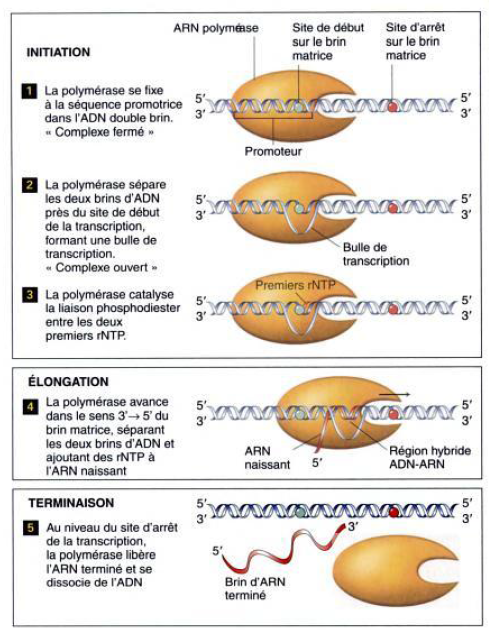 ARN polymérase
Site de début
sur le brin
matrice
Site d'arrêt
sur le brin
matrice
INITIATION
1 La polymérase se fixe
à la séquence promotrice
dans l'ADN double brin.
« Complexe fermé »
5′ 5′
3′ 3′
Promoteur
2 La polymérase sépare
les deux brins d'ADN
près du site de début
de la transcription,
formant une bulle de
transcription.
« Complexe ouvert »
5′ 5′
3′ 3′
Bulle de
transcription
3 La polymérase catalyse
la liaison phosphodiester
entre les deux
premiers rNTP.
Premiers rNTP
5′ 5′
3′ 3′
ÉLONGATION
4 La polymérase avance
dans le sens 3′→ 5′ du
brin matrice, séparant
les deux brins d'ADN et
ajoutant des rNTP à
l'ARN naissant
5′ 5′
3′ 3′
ARN
naissant
5′
Région hybride
ADN-ARN
TERMINAISON
5 Au niveau du site d'arrêt
de la transcription,
la polymérase libère
l'ARN terminé et se
dissocie de l'ADN
5′ 5′
3′ 3′
3′
5′
Brin d'ARN
terminé